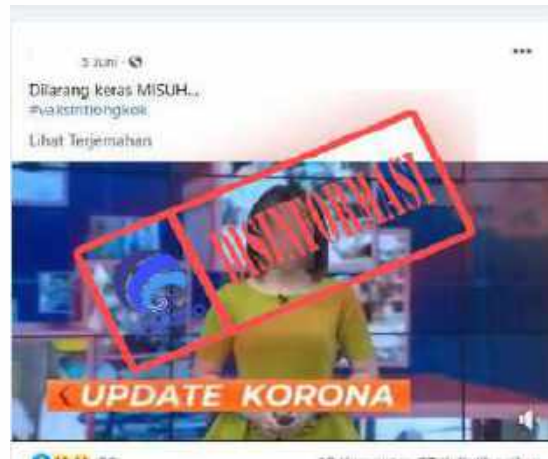 5 Juni
Dilarang keras MISUH...
#vaksintiongkok
Lihat Terjemahan
DISINFORMASI
UPDATE KORONA